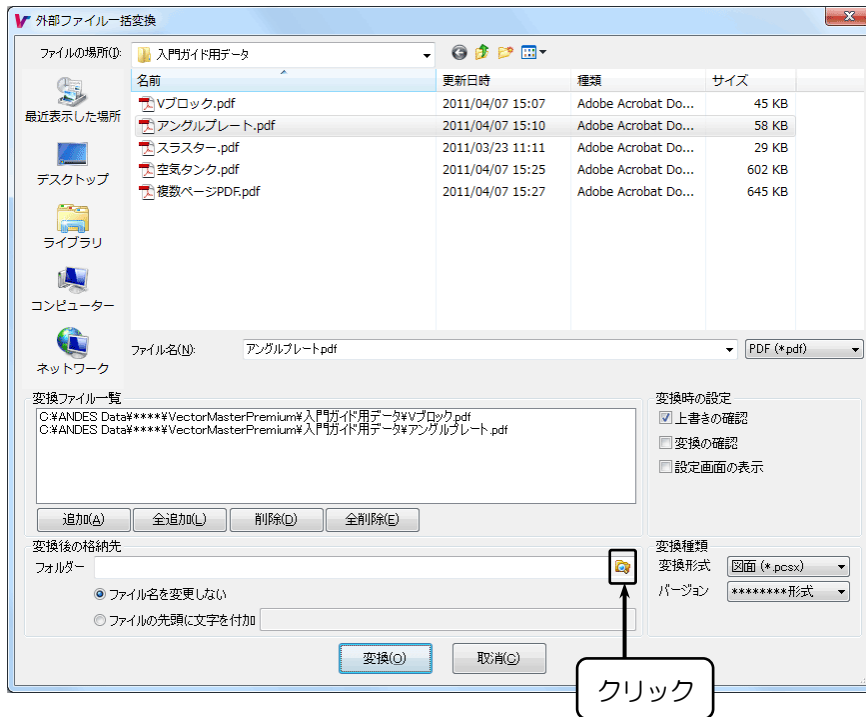 外部ファイル一括変換
ファイルの場所(I): 入門ガイド用データ
名前 更新日時 種類 サイズ
Vブロック.pdf 2011/04/07 15:07 Adobe Acrobat Do... 45 KB
アングルプレート.pdf 2011/04/07 15:10 Adobe Acrobat Do... 58 KB
スラスター.pdf 2011/03/23 11:11 Adobe Acrobat Do... 29 KB
空気タンク.pdf 2011/04/07 15:25 Adobe Acrobat Do... 602 KB
複数ページPDF.pdf 2011/04/07 15:27 Adobe Acrobat Do... 645 KB
最近表示した場所
デスクトップ
ライブラリ
コンピューター
ネットワーク
ファイル名(N): アングルプレート.pdf PDF (*.pdf)
変換ファイル一覧
C:¥ANDES Data¥****¥VectorMasterPremium¥入門ガイド用データ¥Vブロック.pdf
C:¥ANDES Data¥****¥VectorMasterPremium¥入門ガイド用データ¥アングルプレート.pdf
追加(A) 全追加(L) 削除(D) 全削除(E)
変換時の設定
上書きの確認
変換の確認
設定画面の表示
変換後の格納先
フォルダー
ファイル名を変更しない
ファイルの先頭に文字を付加
変換種類
変換形式 図面 (*.pcsx)
バージョン ********形式
変換(O) 取消(C)
クリック